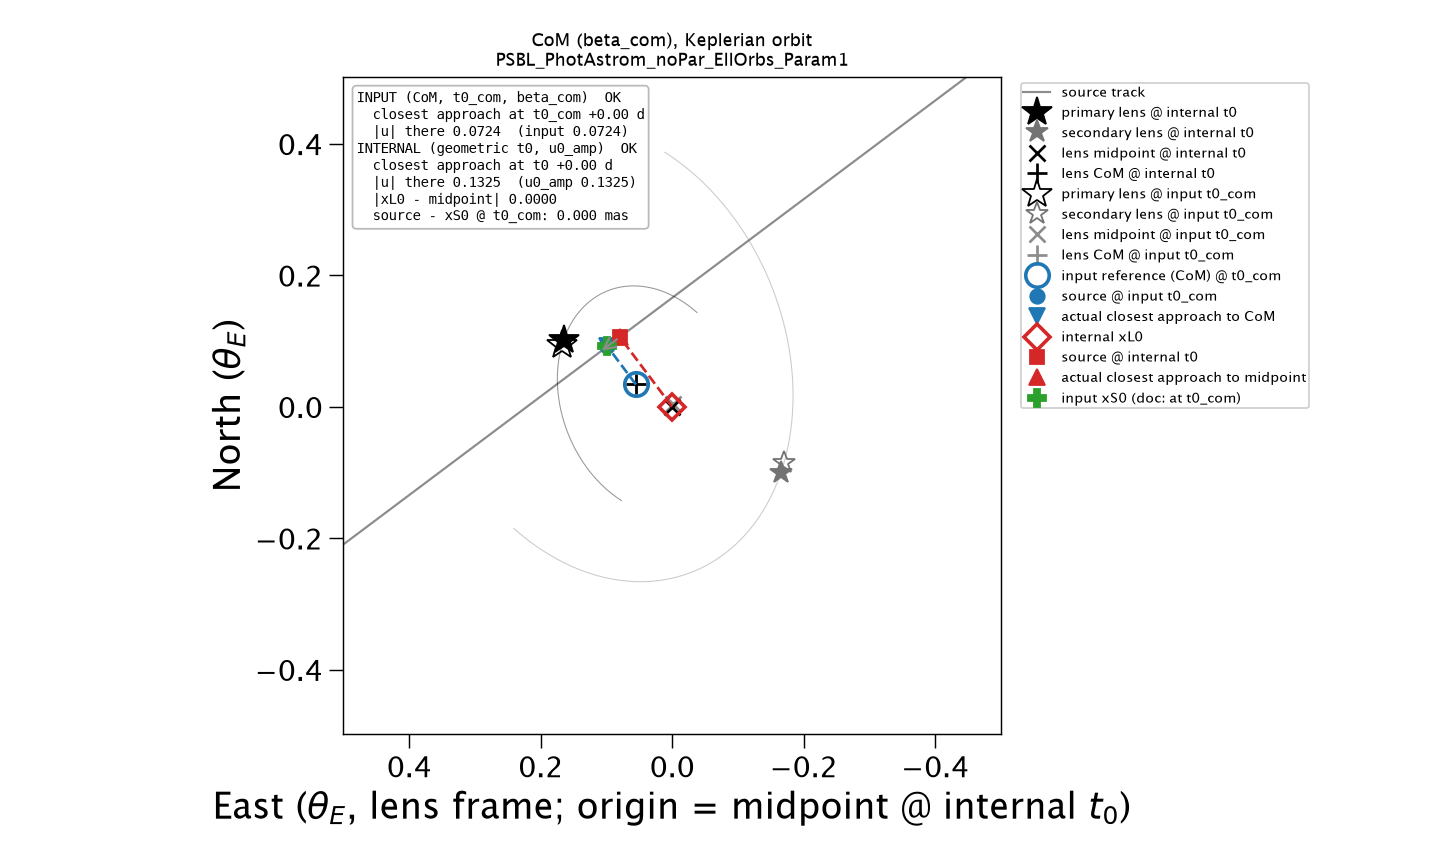 CoM (beta_com), Keplerian orbit
PSBL_PhotAstrom_noPar_EllOrbs_Param1
INPUT (CoM, t0_com, beta_com)  OK
closest approach at t0_com +0.00 d
|u| there 0.0724  (input 0.0724)
INTERNAL (geometric t0, u0_amp)  OK
closest approach at t0 +0.00 d
|u| there 0.1325  (u0_amp 0.1325)
|xL0 - midpoint| 0.0000
source - xS0 @ t0_com: 0.000 mas
source track
primary lens @ internal t0
secondary lens @ internal t0
lens midpoint @ internal t0
lens CoM @ internal t0
primary lens @ input t0_com
secondary lens @ input t0_com
lens midpoint @ input t0_com
lens CoM @ input t0_com
input reference (CoM) @ t0_com
source @ input t0_com
actual closest approach to CoM
internal xL0
source @ internal t0
actual closest approach to midpoint
input xS0 (doc: at t0_com)
North (θ_E)
0.4
0.2
0.0
−0.2
−0.4
0.4 0.2 0.0 −0.2 −0.4
East (θ_E, lens frame; origin = midpoint @ internal t_0)